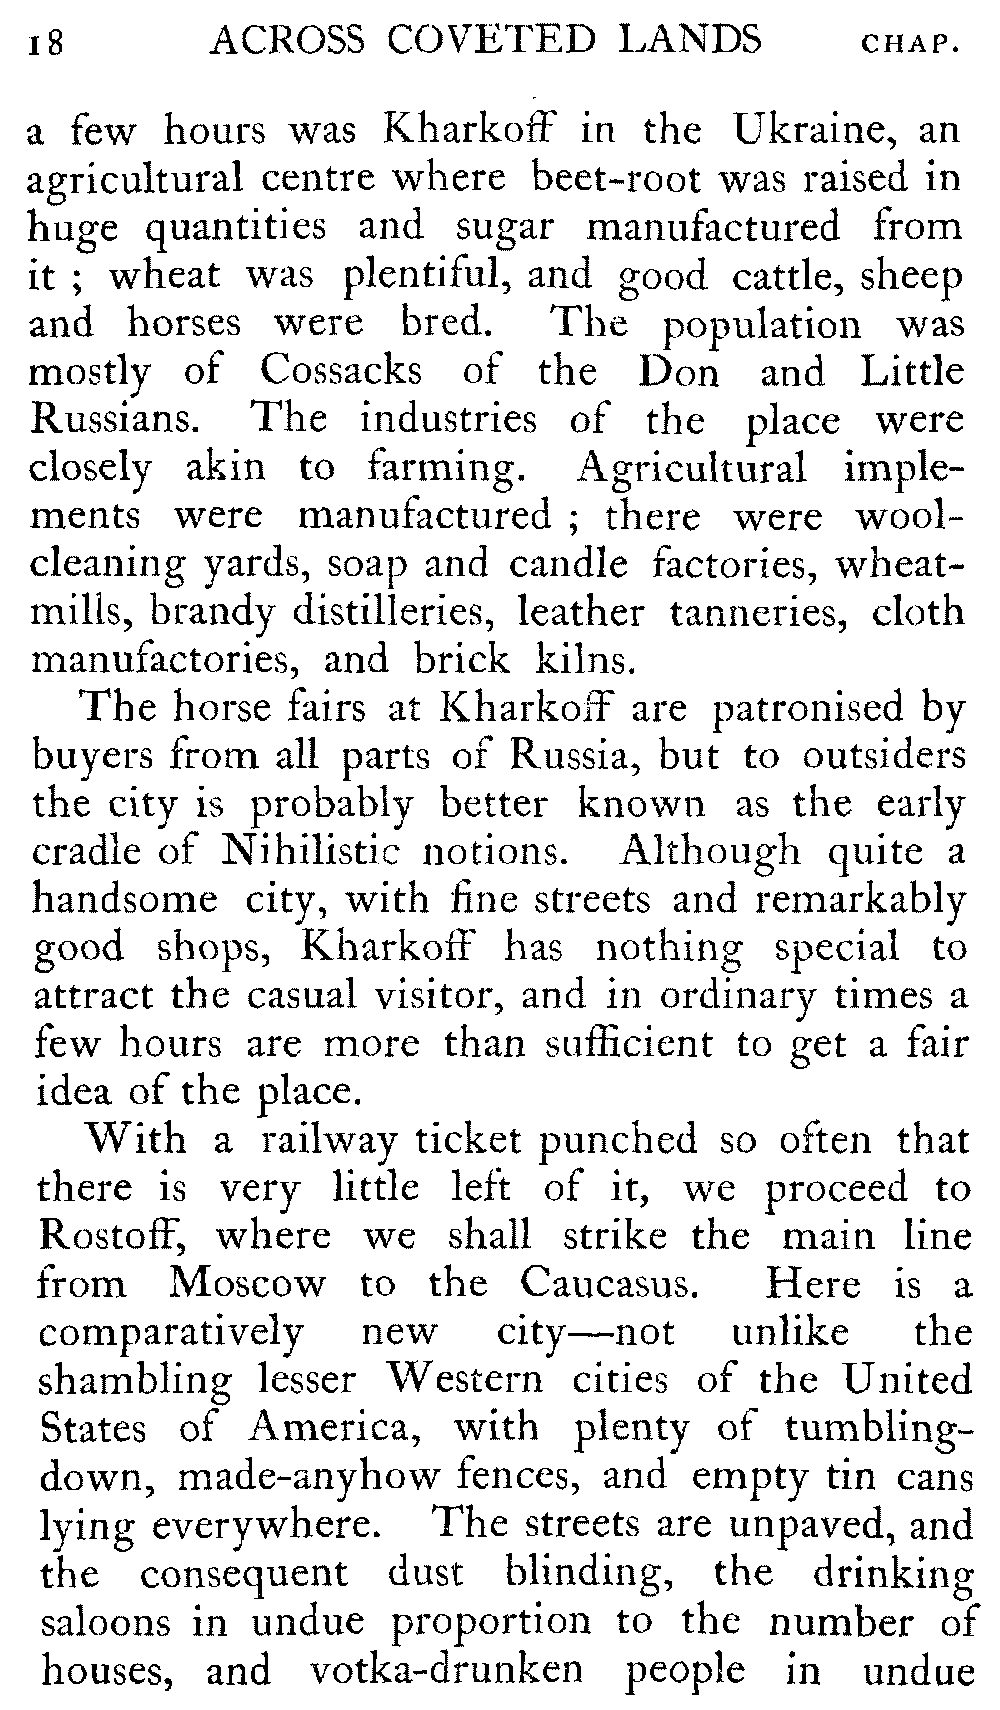 18 ACROSS COVETED LANDS CHAP.
a few hours was Kharkoff in the Ukraine, an
agricultural centre where beet-root was raised in
huge quantities and sugar manufactured from
it ; wheat was plentiful, and good cattle, sheep
and horses were bred. The population was
mostly of Cossacks of the Don and Little
Russians. The industries of the place were
closely akin to farming. Agricultural imple-
ments were manufactured ; there were wool-
cleaning yards, soap and candle factories, wheat-
mills, brandy distilleries, leather tanneries, cloth
manufactories, and brick kilns.
The horse fairs at Kharkoff are patronised by
buyers from all parts of Russia, but to outsiders
the city is probably better known as the early
cradle of Nihilistic notions. Although quite a
handsome city, with fine streets and remarkably
good shops, Kharkoff has nothing special to
attract the casual visitor, and in ordinary times a
few hours are more than sufficient to get a fair
idea of the place.
With a railway ticket punched so often that
there is very little left of it, we proceed to
Rostoff, where we shall strike the main line
from Moscow to the Caucasus. Here is a
comparatively new city—not unlike the
shambling lesser Western cities of the United
States of America, with plenty of tumbling-
down, made-anyhow fences, and empty tin cans
lying everywhere. The streets are unpaved, and
the consequent dust blinding, the drinking
saloons in undue proportion to the number of
houses, and votka-drunken people in undue